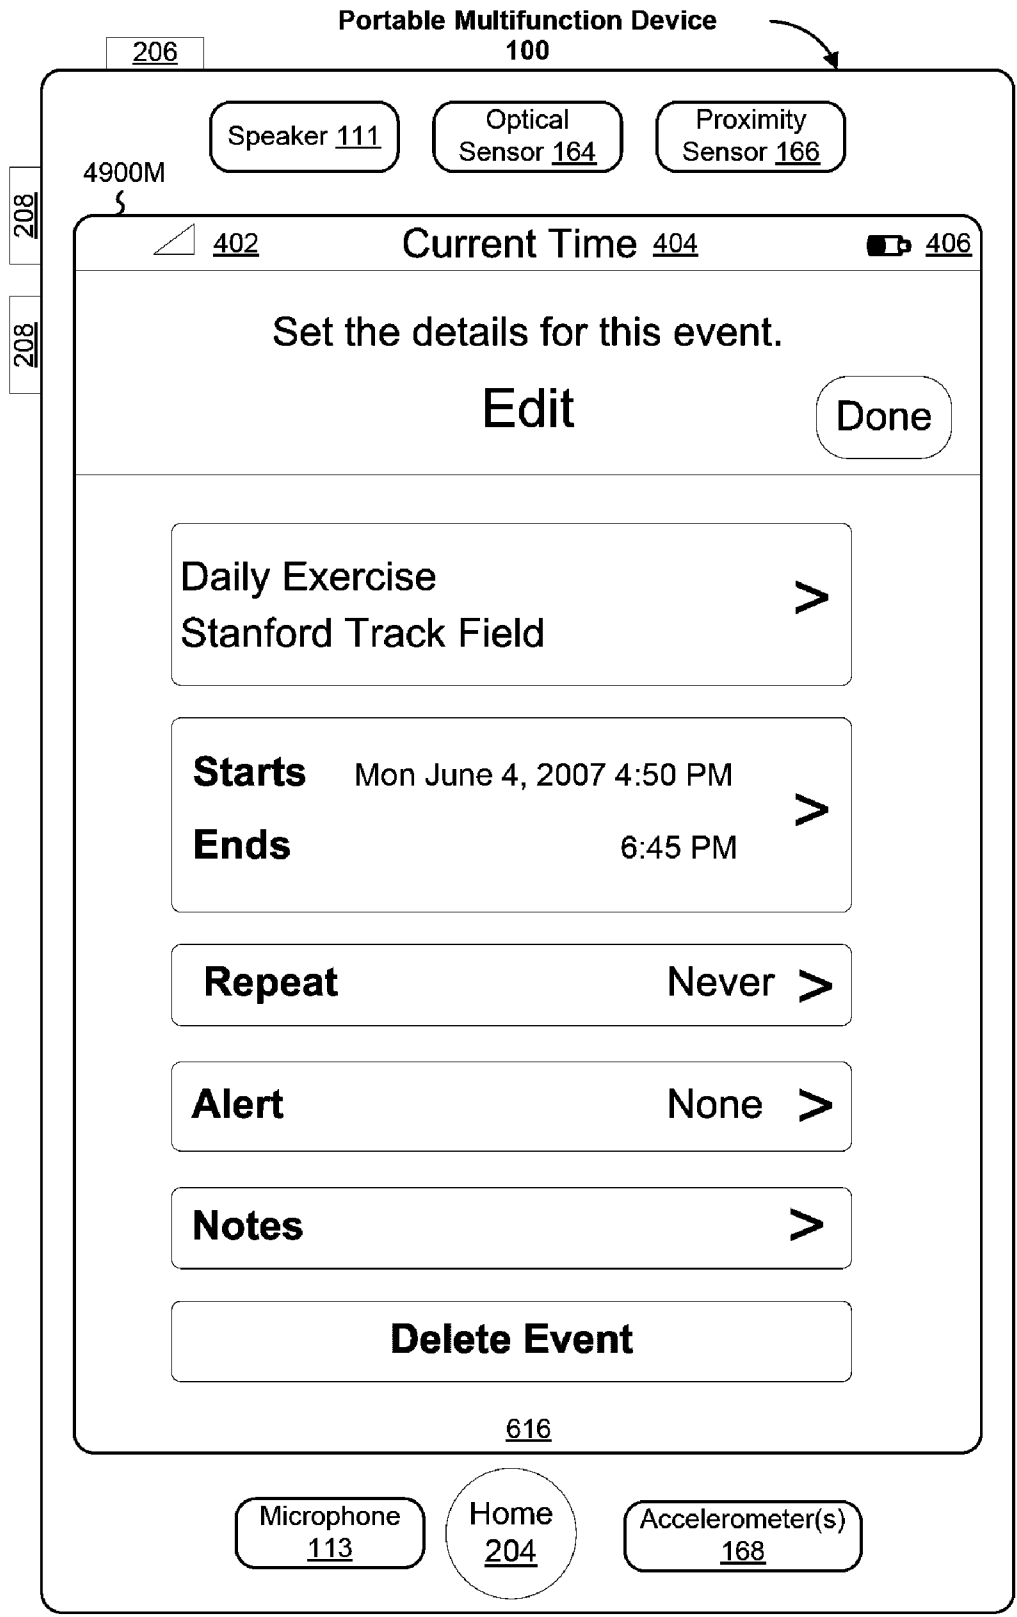 Portable Multifunction Device
100
206
Speaker 111
Optical
Sensor 164
Proximity
Sensor 166
4900M
208
208
402
Current Time 404
406
Set the details for this event.
Edit
Done
Daily Exercise
Stanford Track Field
>
Starts Mon June 4, 2007 4:50 PM
>
Ends 6:45 PM
Repeat Never >
Alert None >
Notes >
Delete Event
616
Microphone
113
Home
204
Accelerometer(s)
168